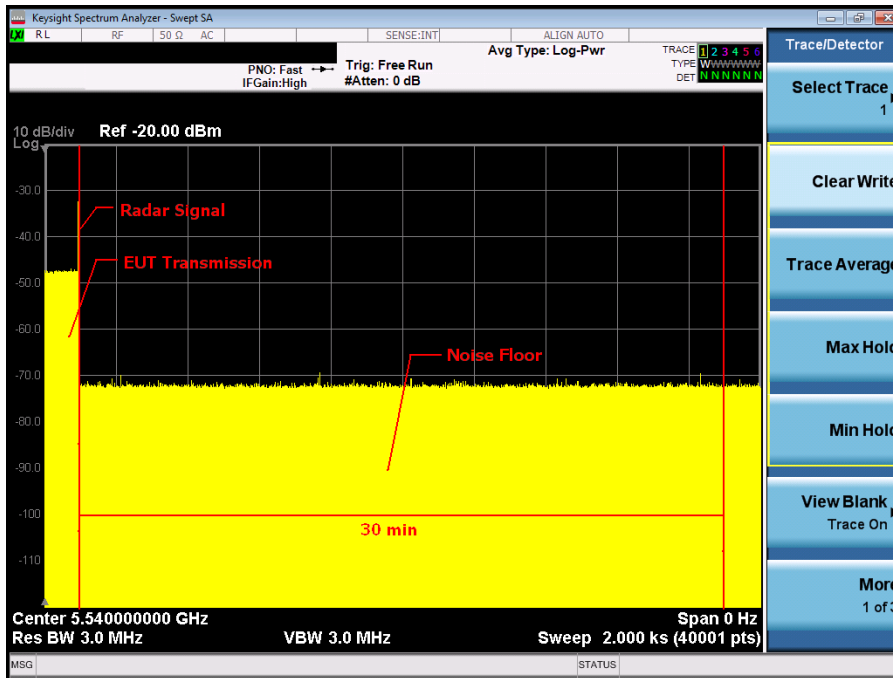 Keysight Spectrum Analyzer - Swept SA
LXI RL RF 50 Ω AC SENSE:INT ALIGN AUTO
Avg Type: Log-Pwr
TRACE 1 2 3 4 5 6
TYPE WWWWWW
DET N N N N N N
PNO: Fast
IFGain:High
Trig: Free Run
#Atten: 0 dB
10 dB/div
Log
Ref -20.00 dBm
-30.0
-40.0
-50.0
-60.0
-70.0
-80.0
-90.0
-100
-110
Radar Signal
EUT Transmission
Noise Floor
30 min
Center 5.540000000 GHz
Span 0 Hz
Res BW 3.0 MHz
VBW 3.0 MHz
Sweep 2.000 ks (40001 pts)
MSG
STATUS
Trace/Detector
Select Trace
1
Clear Write
Trace Average
Max Hold
Min Hold
View Blank
Trace On
More
1 of 3